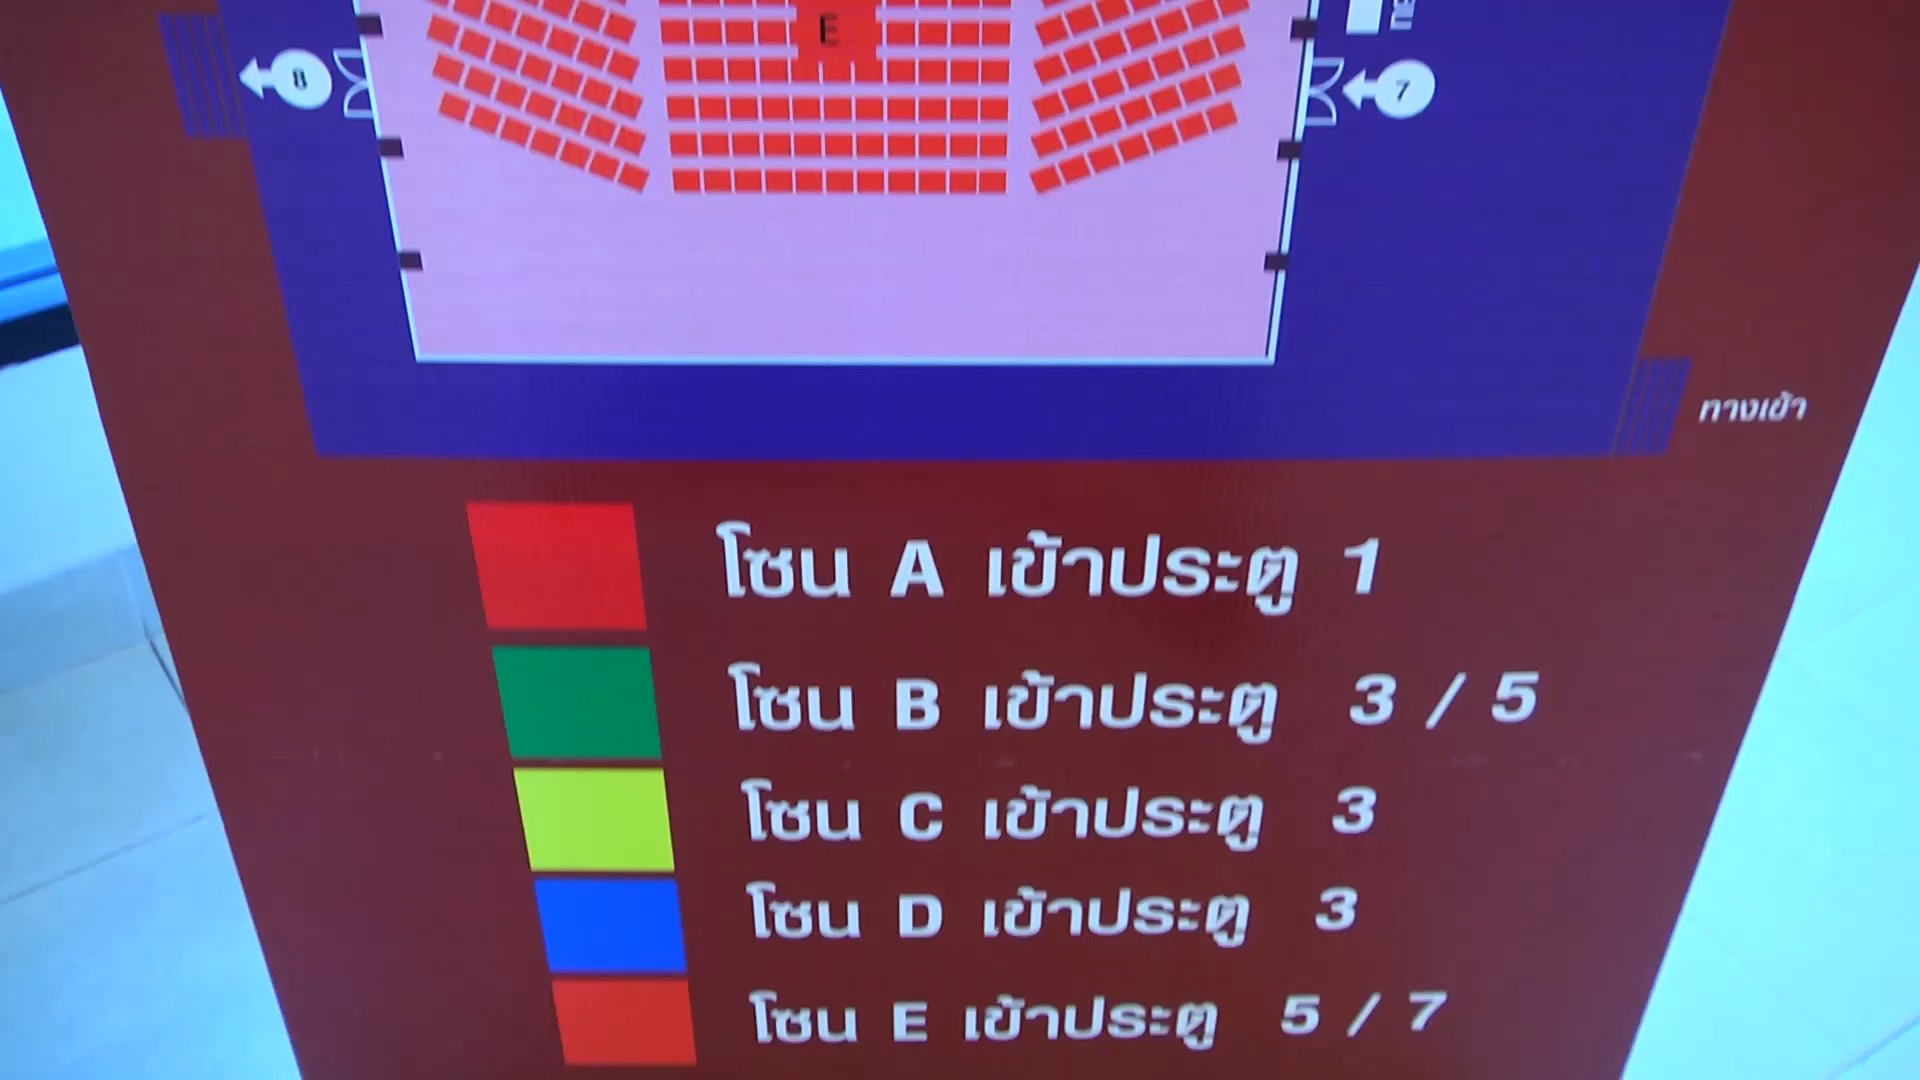 E
8
7
ทางเข้า
โซน A เข้าประตู 1
โซน B เข้าประตู 3 / 5
โซน C เข้าประตู 3
โซน D เข้าประตู 3
โซน E เข้าประตู 5 / 7